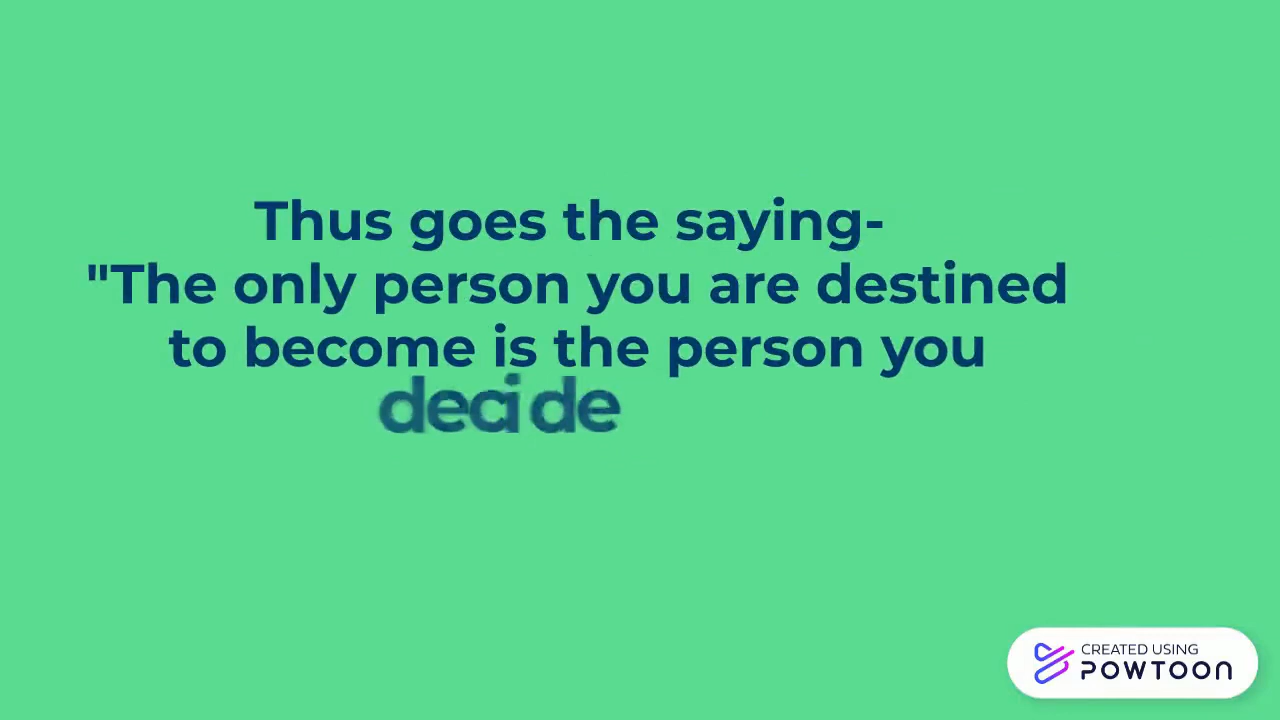 Thus goes the saying-
"The only person you are destined
to become is the person you
decide
CREATED USING
POWTOON